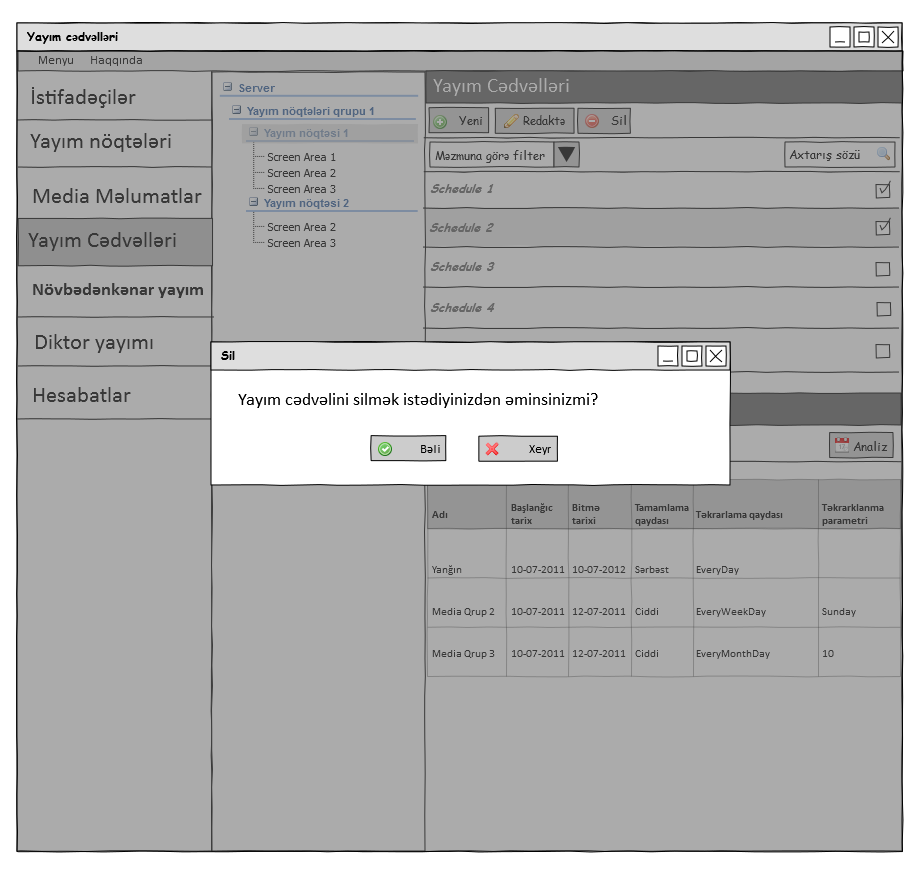 Yayım cədvəlləri
Menyu Haqqında
İstifadəçilər
Yayım nöqtələri
Media Məlumatlar
Yayım Cədvəlləri
Növbədənkənar yayım
Diktor yayımı
Hesabatlar
Server
Yayım nöqtələri qrupu 1
Yayım nöqtəsi 1
Screen Area 1
Screen Area 2
Screen Area 3
Yayım nöqtəsi 2
Screen Area 2
Screen Area 3
Yayım Cədvəlləri
Yeni Redaktə Sil
Məzmuna görə filter Axtarış sözü
Schedule 1
Schedule 2
Schedule 3
Schedule 4
Sil
Yayım cədvəlini silmək istədiyinizdən əminsinizmi?
Bəli Xeyr
Analiz
Adı Başlanğıc tarix Bitmə tarixi Tamamlama qaydası Təkrarlama qaydası Təkrarklanma parametri
Yanğın 10-07-2011 10-07-2012 Sərbəst EveryDay
Media Qrup 2 10-07-2011 12-07-2011 Ciddi EveryWeekDay Sunday
Media Qrup 3 10-07-2011 12-07-2011 Ciddi EveryMonthDay 10